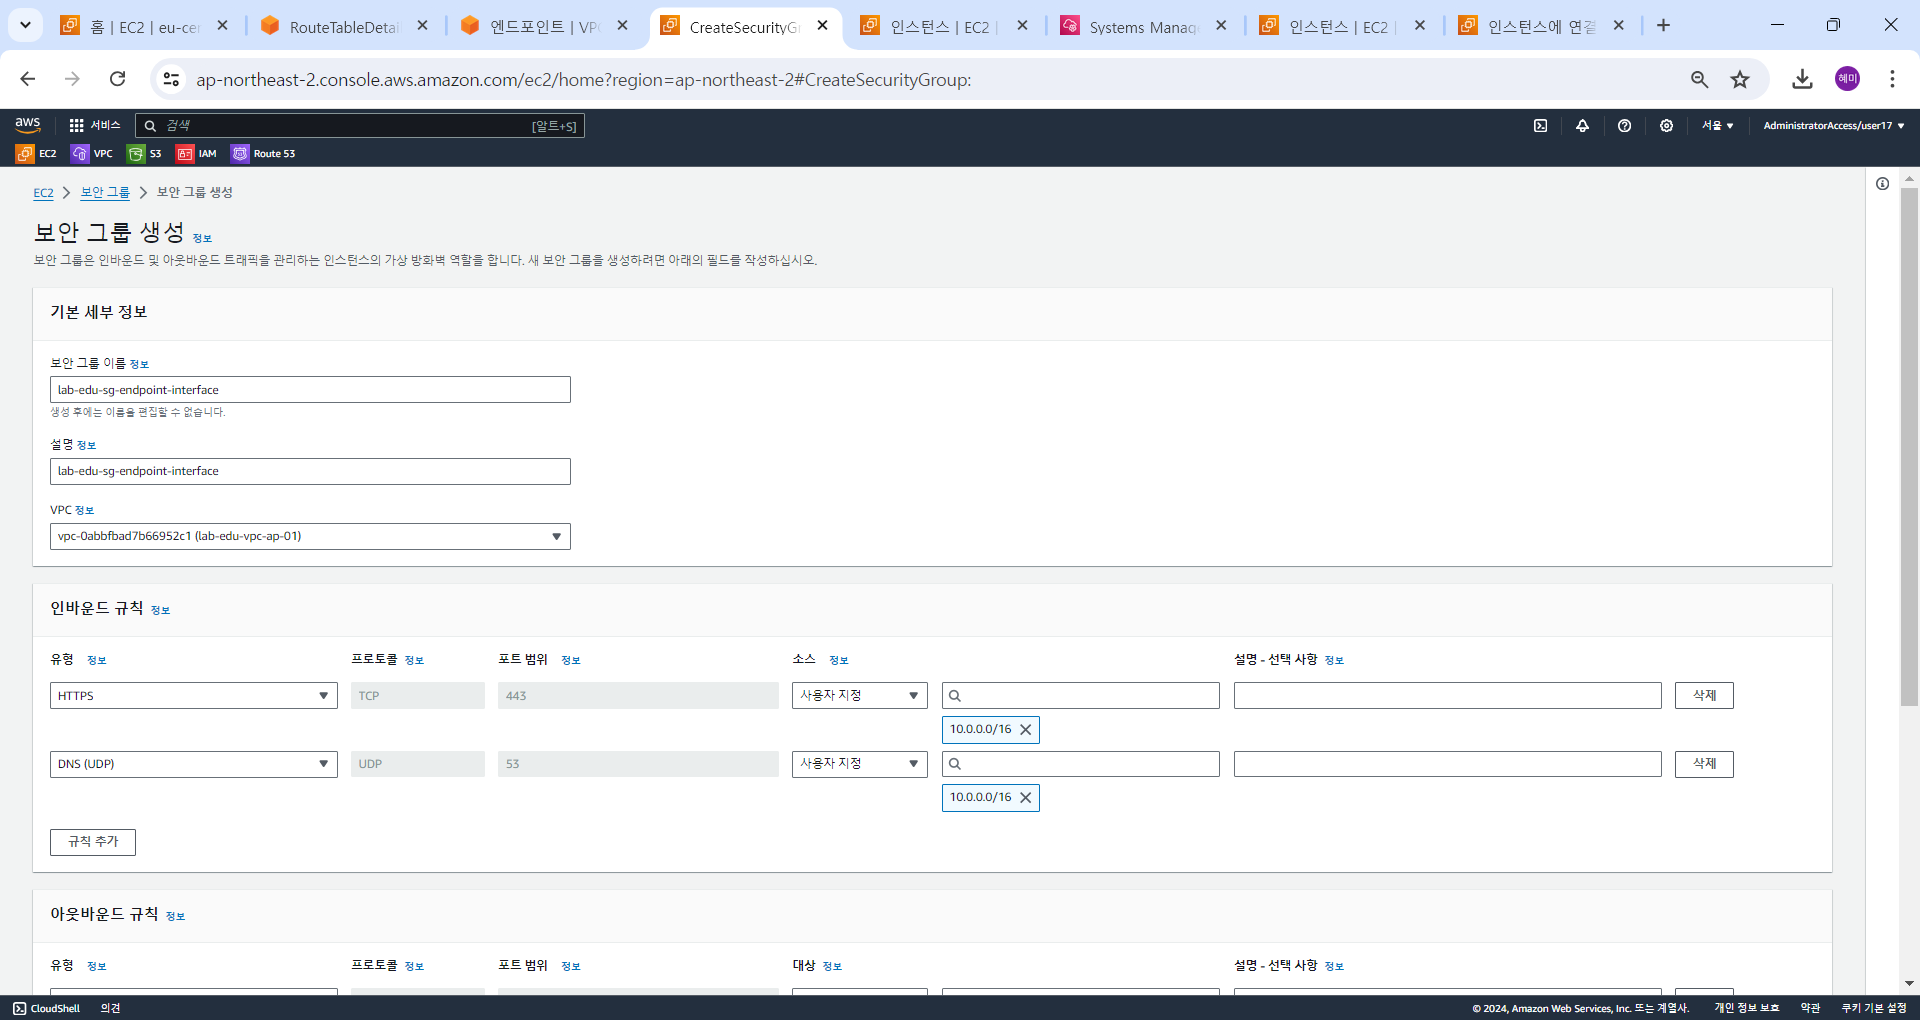 홈 | EC2 | eu-cer
RouteTableDetai
엔드포인트 | VPC
CreateSecurityGr
인스턴스 | EC2 |
Systems Manag
인스턴스 | EC2 |
인스턴스에 연결
ap-northeast-2.console.aws.amazon.com/ec2/home?region=ap-northeast-2#CreateSecurityGroup:
혜미
aws
서비스
검색
[알트+S]
서울
AdministratorAccess/user17
EC2
VPC
S3
IAM
Route 53
EC2 > 보안 그룹 > 보안 그룹 생성
보안 그룹 생성 정보
보안 그룹은 인바운드 및 아웃바운드 트래픽을 관리하는 인스턴스의 가상 방화벽 역할을 합니다. 새 보안 그룹을 생성하려면 아래의 필드를 작성하십시오.
기본 세부 정보
보안 그룹 이름 정보
lab-edu-sg-endpoint-interface
생성 후에는 이름을 편집할 수 없습니다.
설명 정보
lab-edu-sg-endpoint-interface
VPC 정보
vpc-0abbfbad7b66952c1 (lab-edu-vpc-ap-01)
인바운드 규칙 정보
유형 정보
프로토콜 정보
포트 범위 정보
소스 정보
설명 - 선택 사항 정보
HTTPS
TCP
443
사용자 지정
삭제
10.0.0.0/16
DNS (UDP)
UDP
53
사용자 지정
삭제
10.0.0.0/16
규칙 추가
아웃바운드 규칙 정보
유형 정보
프로토콜 정보
포트 범위 정보
대상 정보
설명 - 선택 사항 정보
CloudShell
의견
© 2024, Amazon Web Services, Inc. 또는 계열사.
개인 정보 보호
약관
쿠키 기본 설정